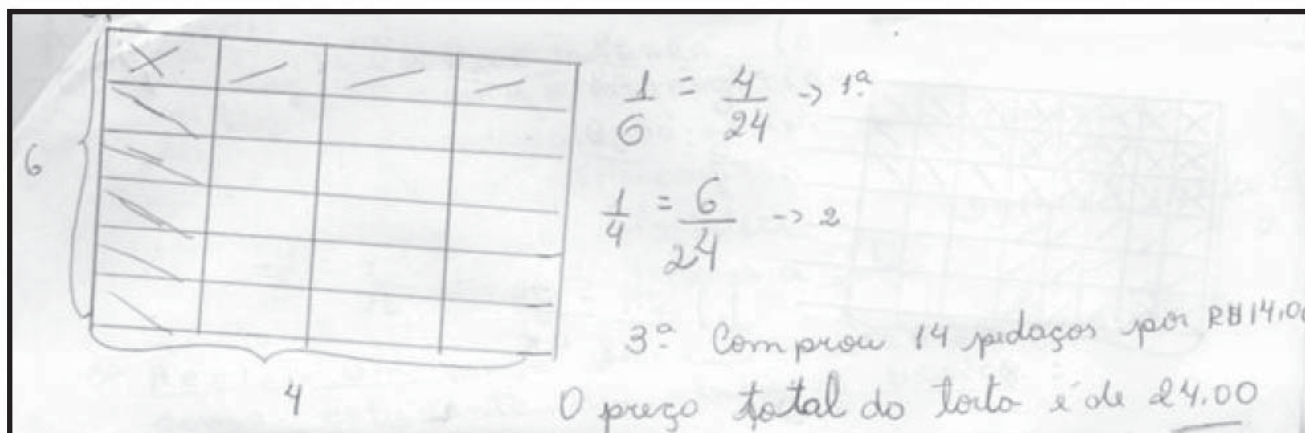 6
4
1/6 = 4/24 -> 1ª
1/4 = 6/24 -> 2
3ª Comprou 14 pedaços por R$14,00
O preço total do torta é de 24.00